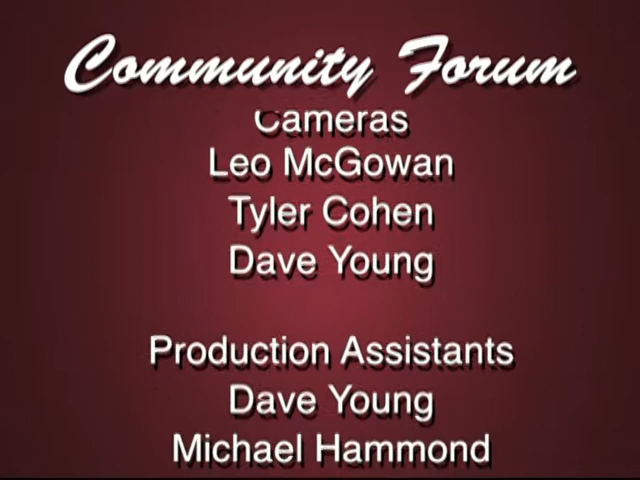 Community Forum
Cameras
Leo McGowan
Tyler Cohen
Dave Young
Production Assistants
Dave Young
Michael Hammond